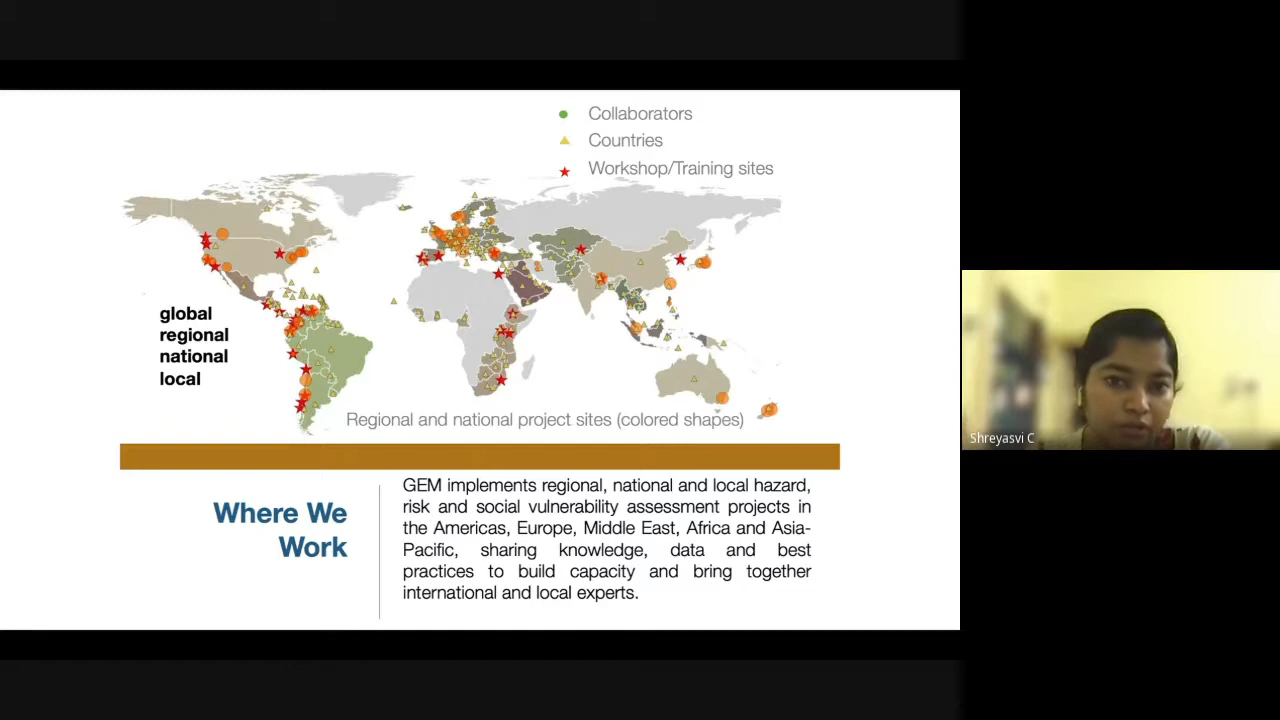 Collaborators
Countries
Workshop/Training sites
global
regional
national
local
Regional and national project sites (colored shapes)
Where We
Work
GEM implements regional, national and local hazard,
risk and social vulnerability assessment projects in
the Americas, Europe, Middle East, Africa and Asia-
Pacific, sharing knowledge, data and best
practices to build capacity and bring together
international and local experts.
Shreyasvi C